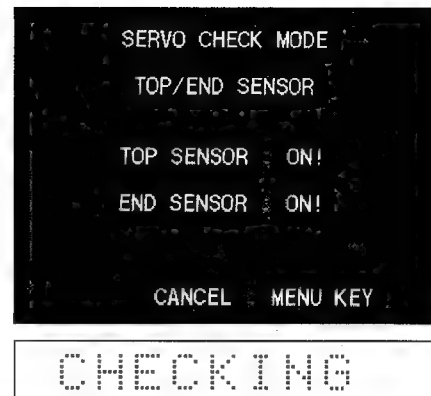 SERVO CHECK MODE
TOP/END SENSOR
TOP SENSOR ON!
END SENSOR ON!
CANCEL MENU KEY
CHECKING